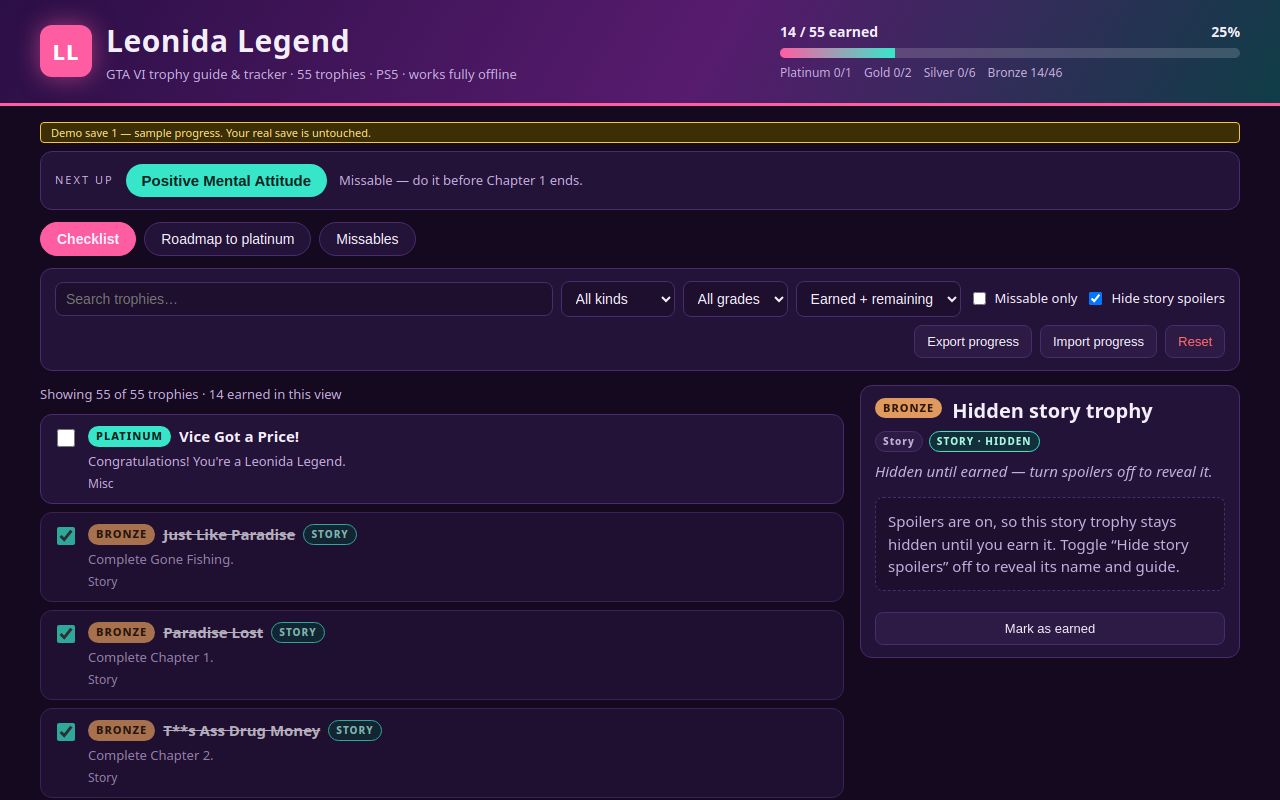 LL
Leonida Legend
GTA VI trophy guide & tracker · 55 trophies · PS5 · works fully offline
14 / 55 earned 25%
Platinum 0/1 Gold 0/2 Silver 0/6 Bronze 14/46
Demo save 1 — sample progress. Your real save is untouched.
NEXT UP Positive Mental Attitude Missable — do it before Chapter 1 ends.
Checklist Roadmap to platinum Missables
Search trophies… All kinds All grades Earned + remaining Missable only Hide story spoilers
Export progress Import progress Reset
Showing 55 of 55 trophies · 14 earned in this view
PLATINUM Vice Got a Price!
Congratulations! You're a Leonida Legend.
Misc
BRONZE Just Like Paradise STORY
Complete Gone Fishing.
Story
BRONZE Paradise Lost STORY
Complete Chapter 1.
Story
BRONZE T**s Ass Drug Money STORY
Complete Chapter 2.
Story
BRONZE Hidden story trophy
Story STORY · HIDDEN
Hidden until earned — turn spoilers off to reveal it.
Spoilers are on, so this story trophy stays
hidden until you earn it. Toggle “Hide story
spoilers” off to reveal its name and guide.
Mark as earned